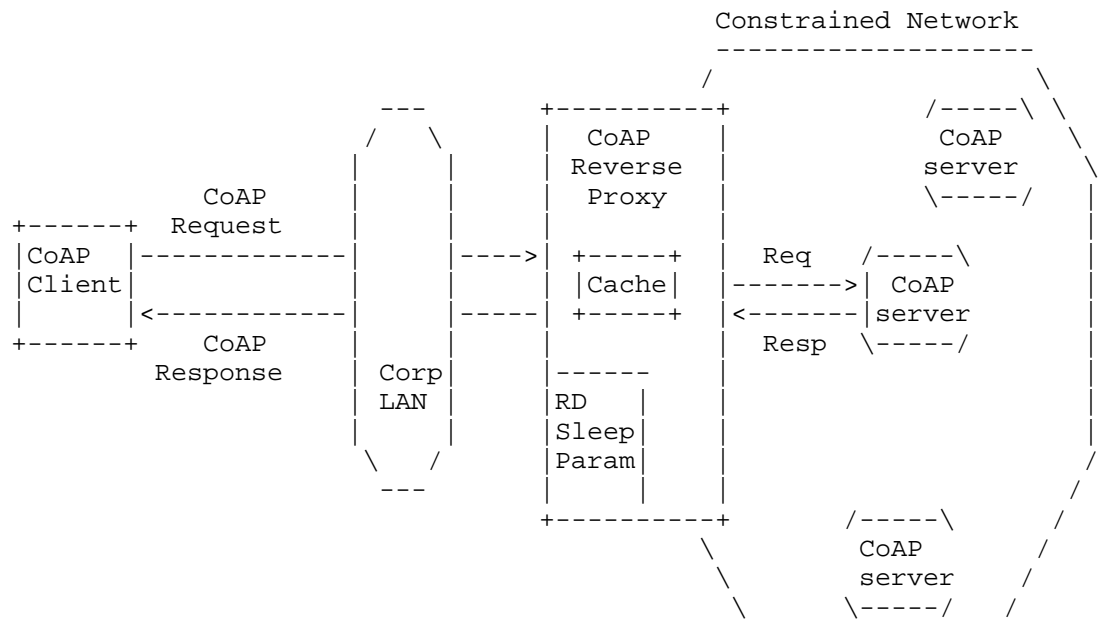 Constrained Network
CoAP CoAP
Reverse server
CoAP Proxy
Request
CoAP Req
Client Cache CoAP
server
CoAP Resp
Response Corp
LAN RD
Sleep
Param
CoAP
server